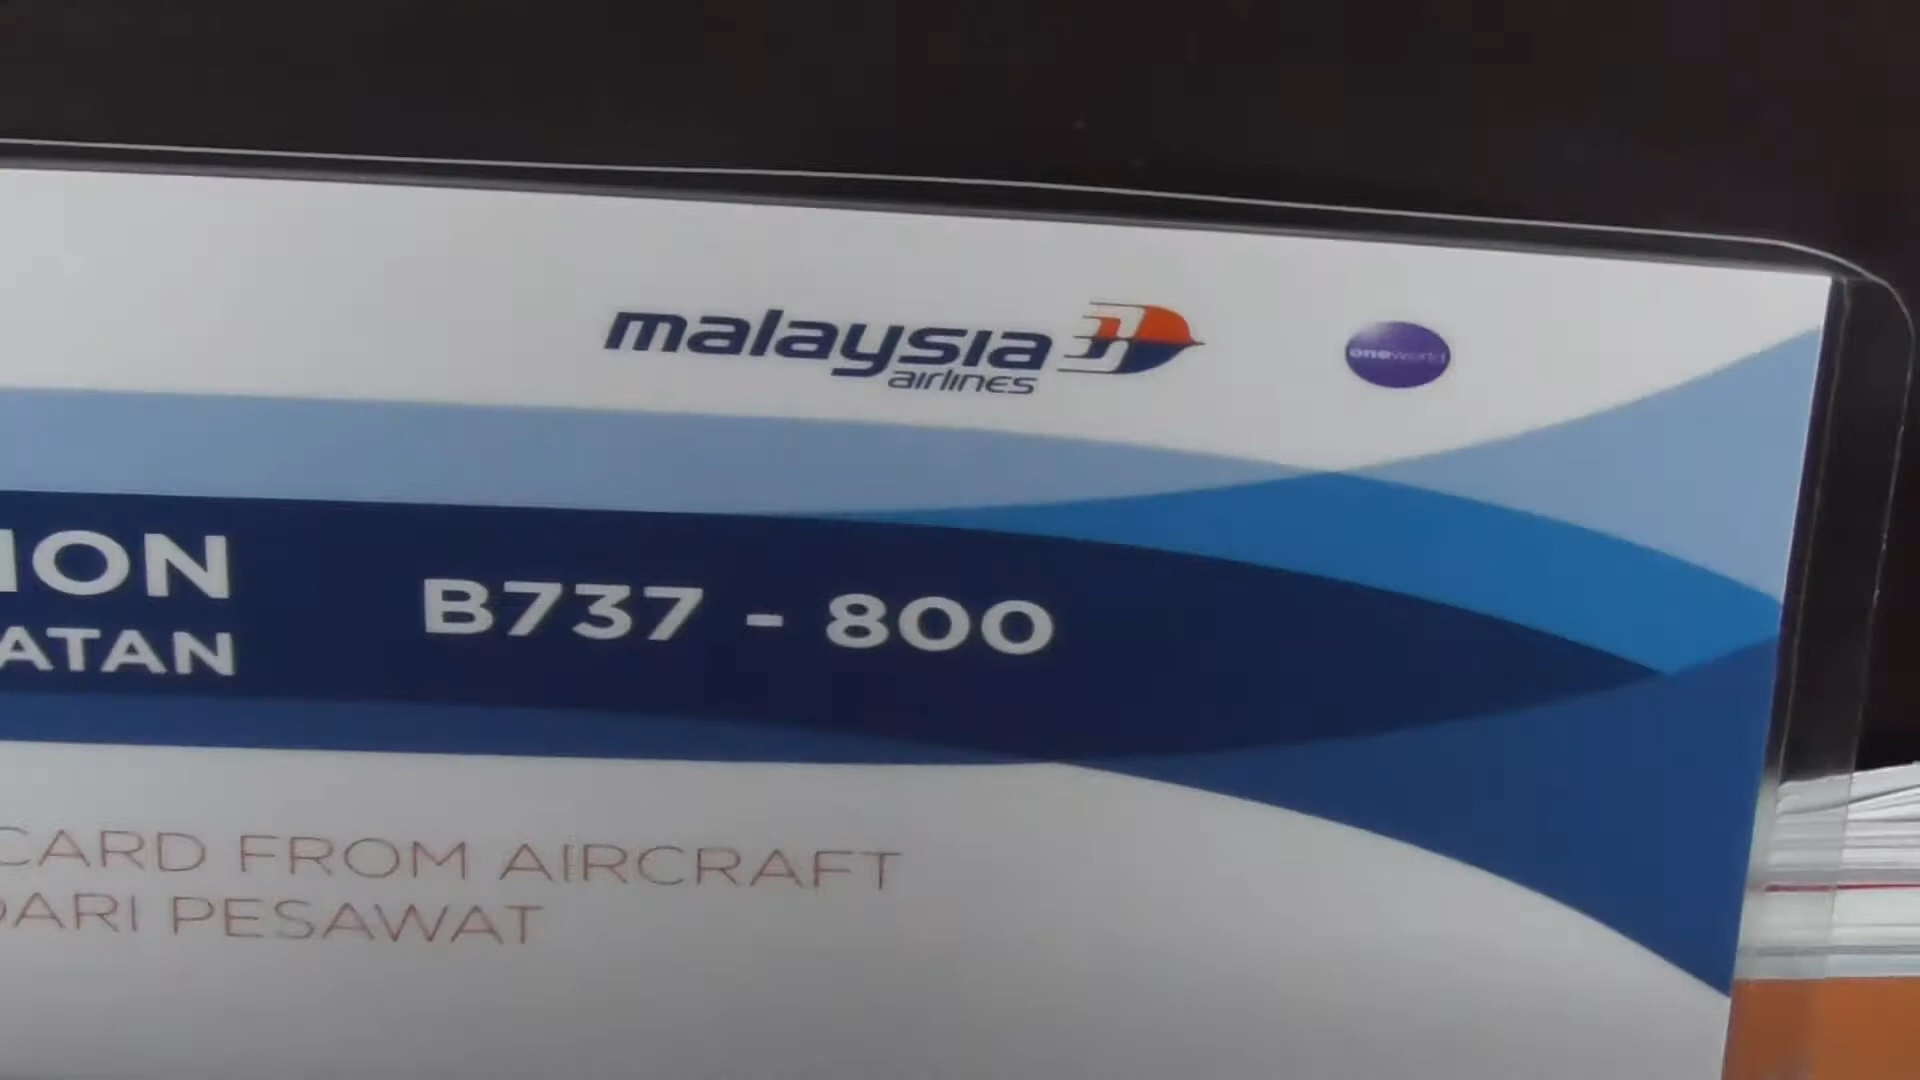 malaysia
airlines
oneworld
ION
B737 - 800
ATAN
CARD FROM AIRCRAFT
DARI PESAWAT